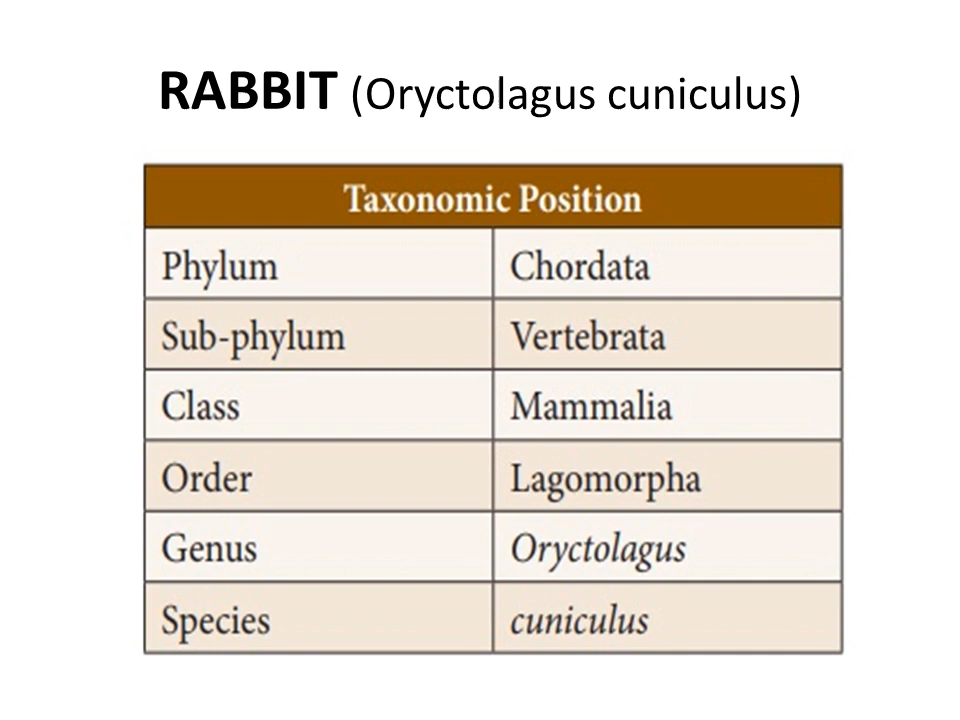 RABBIT (Oryctolagus cuniculus)
Taxonomic Position
Phylum Chordata
Sub-phylum Vertebrata
Class Mammalia
Order Lagomorpha
Genus Oryctolagus
Species cuniculus